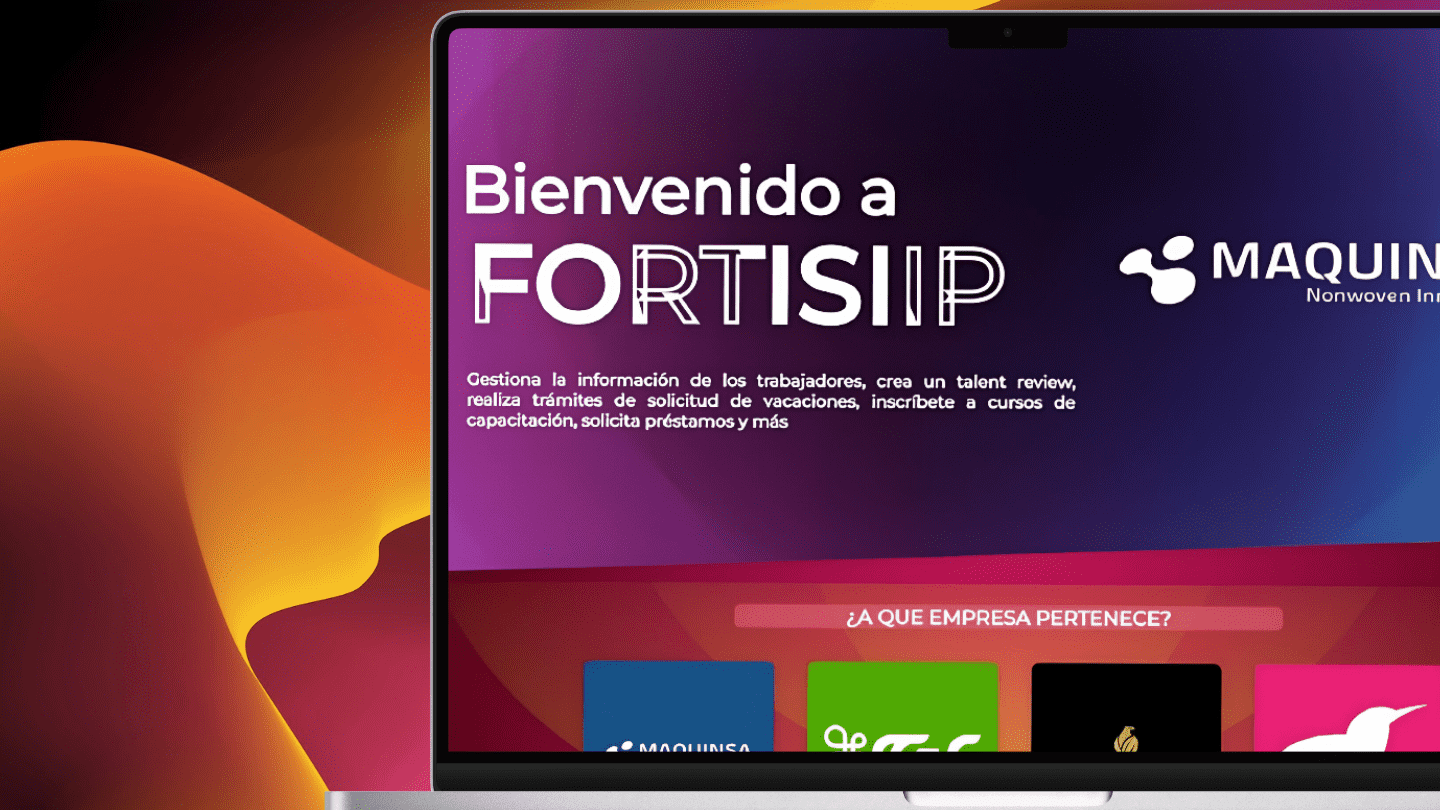 Bienvenido a
FORTISIIP
MAQUIN
Nonwoven Inn
Gestiona la información de los trabajadores, crea un talent review,
realiza trámites de solicitud de vacaciones, inscríbete a cursos de
capacitación, solicita préstamos y más
¿A QUE EMPRESA PERTENECE?
MAQUINSA